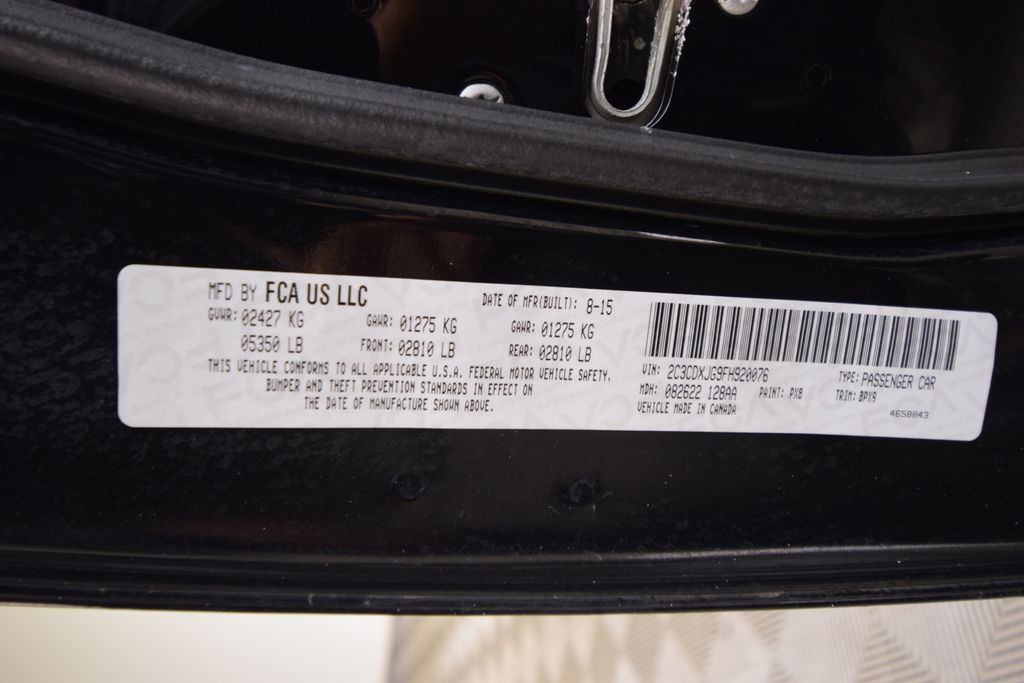 MFD BY FCA US LLC DATE OF MFR(BUILT): 8-15
GVWR: 02427 KG GAWR: 01275 KG GAWR: 01275 KG
05350 LB FRONT: 02810 LB REAR: 02810 LB
THIS VEHICLE CONFORMS TO ALL APPLICABLE U.S.A. FEDERAL MOTOR VEHICLE SAFETY,
BUMPER AND THEFT PREVENTION STANDARDS IN EFFECT ON
THE DATE OF MANUFACTURE SHOWN ABOVE.
VIN: 2C3CDXJG9FH920076 TYPE: PASSENGER CAR
MDH: 082622 128AA PAINT: PX8 TRIM: BPX9
VEHICLE MADE IN CANADA 4658843